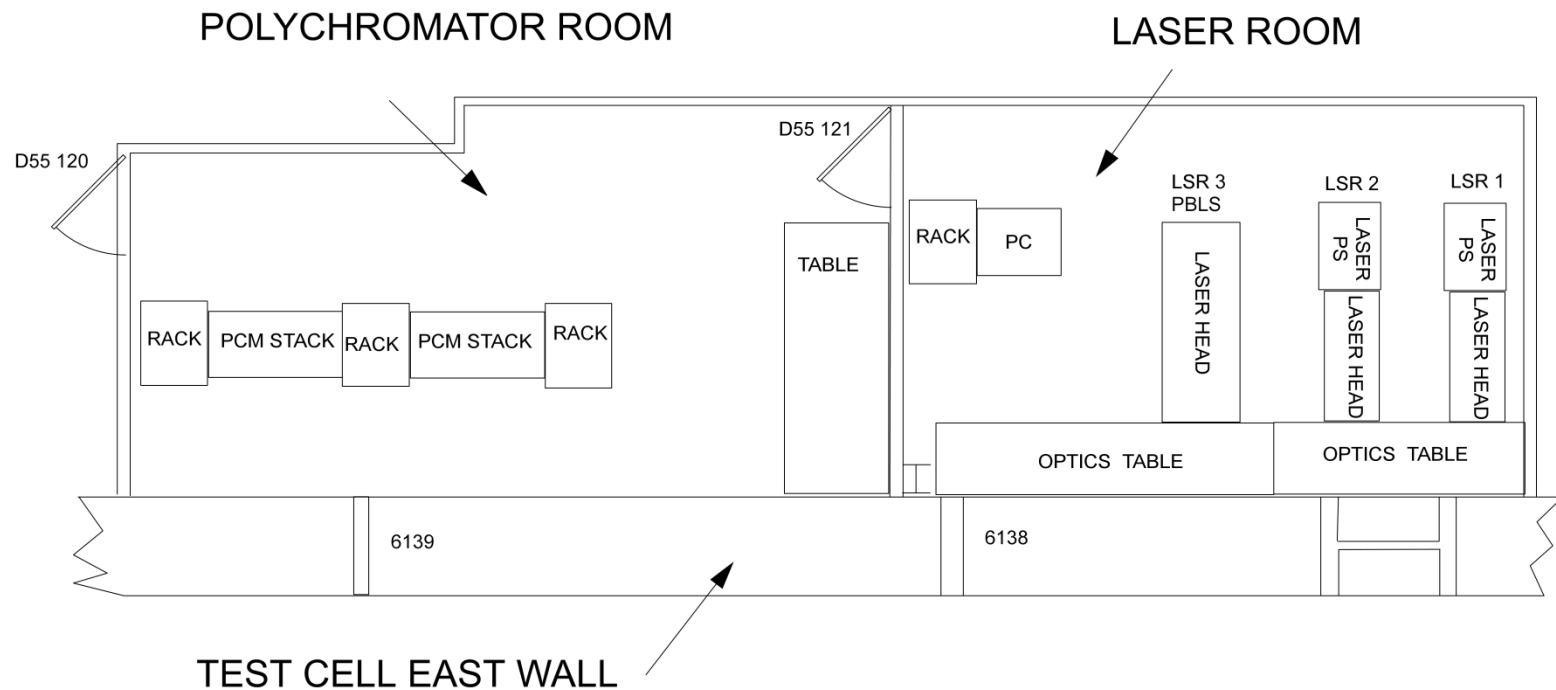 POLYCHROMATOR ROOM
LASER ROOM
D55 120
D55 121
LSR 3
PBLS
LSR 2
LSR 1
RACK
PC
LASER
PS
LASER
PS
TABLE
LASER HEAD
LASER HEAD
LASER HEAD
RACK
PCM STACK
RACK
PCM STACK
RACK
OPTICS TABLE
OPTICS TABLE
6139
6138
TEST CELL EAST WALL